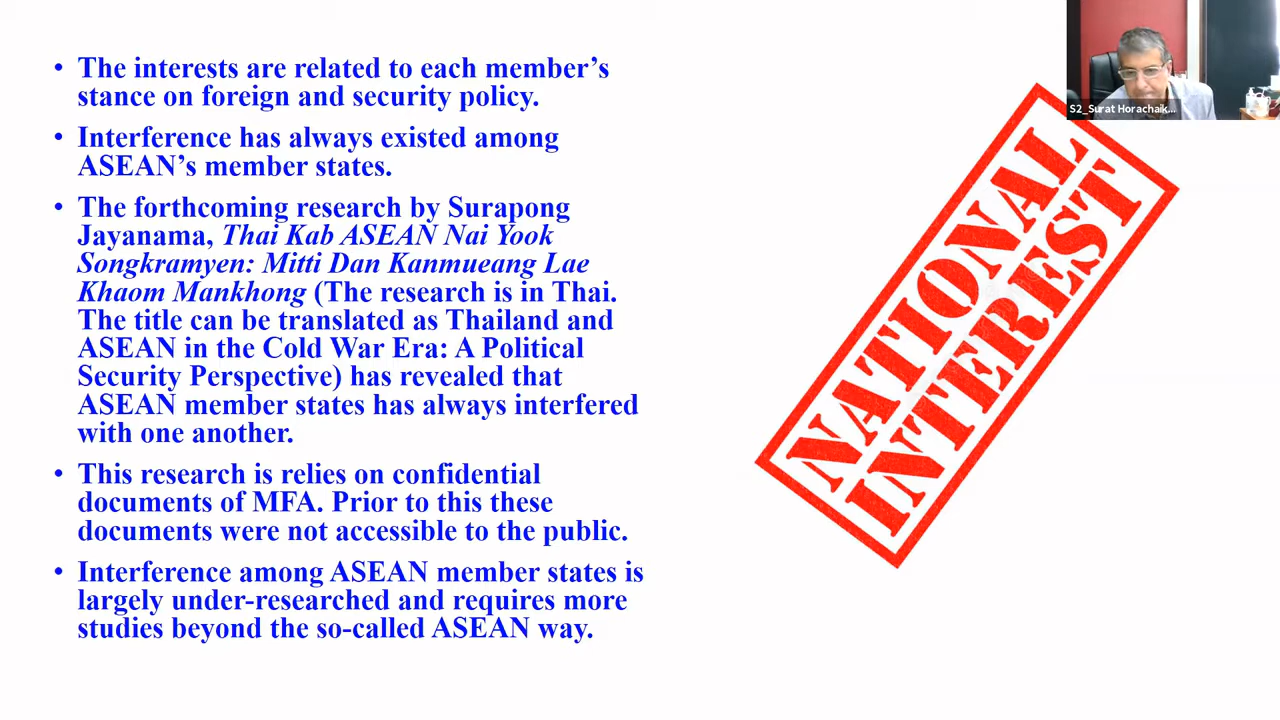 • The interests are related to each member’s
stance on foreign and security policy.
• Interference has always existed among
ASEAN’s member states.
• The forthcoming research by Surapong
Jayanama, Thai Kab ASEAN Nai Yook
Songkramyen: Mitti Dan Kanmueang Lae
Khaom Mankhong (The research is in Thai.
The title can be translated as Thailand and
ASEAN in the Cold War Era: A Political
Security Perspective) has revealed that
ASEAN member states has always interfered
with one another.
• This research is relies on confidential
documents of MFA. Prior to this these
documents were not accessible to the public.
• Interference among ASEAN member states is
largely under-researched and requires more
studies beyond the so-called ASEAN way.
NATIONAL
INTEREST
S2_Surat Horachaik...